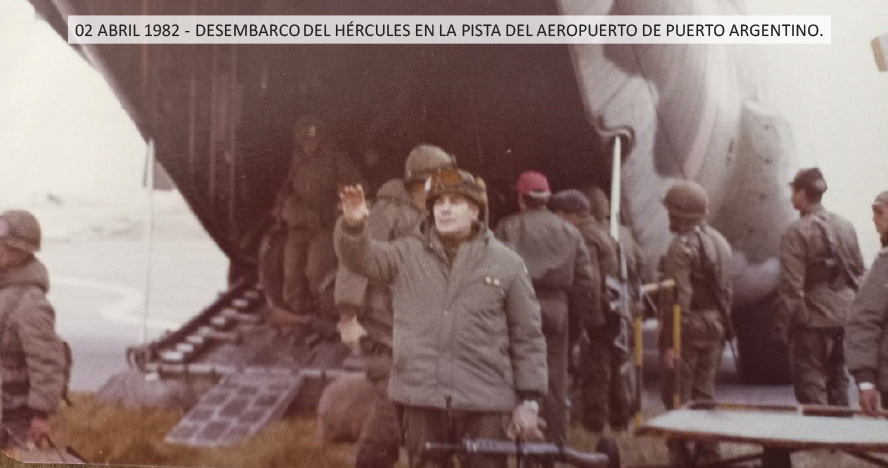 02 ABRIL 1982 - DESEMBARCO DEL HÉRCULES EN LA PISTA DEL AEROPUERTO DE PUERTO ARGENTINO.